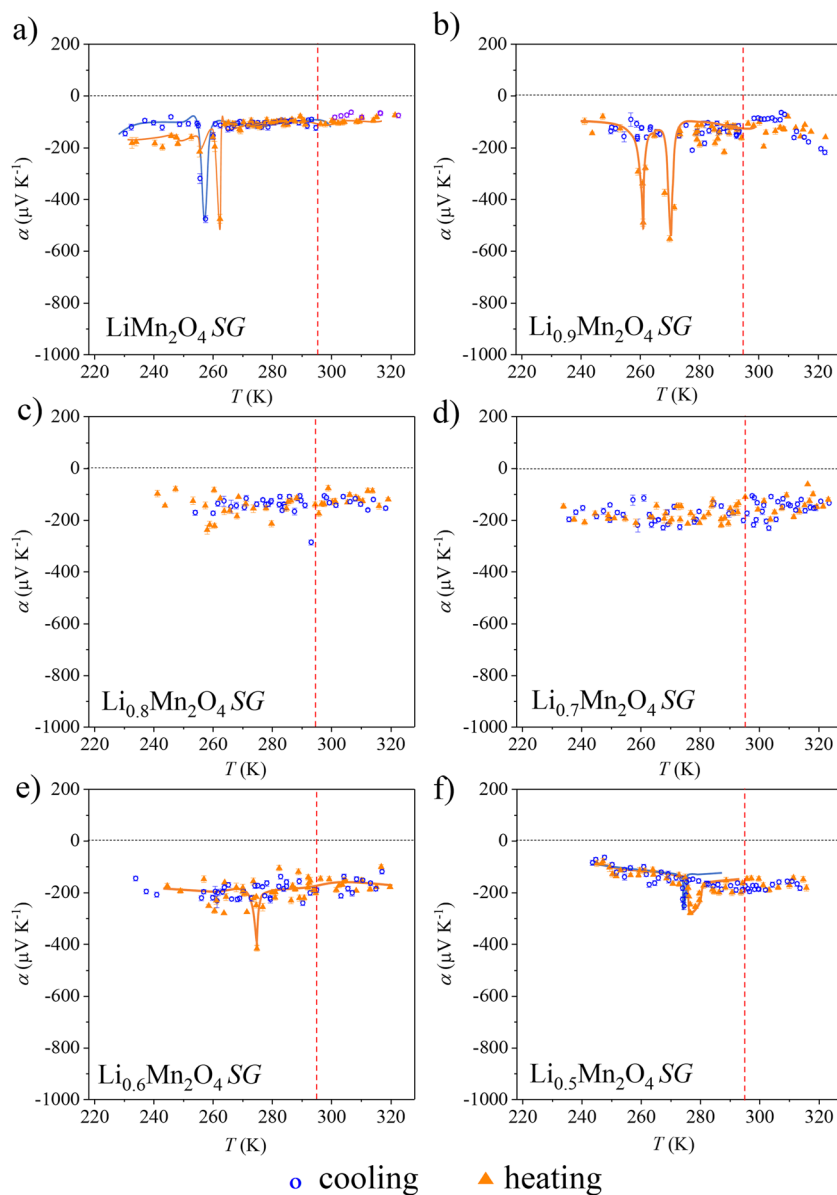 a)
200
0
-200
-400
-600
-800
-1000
α (μV K⁻¹)
LiMn₂O₄ SG
220 240 260 280 300 320
T (K)
b)
200
0
-200
-400
-600
-800
-1000
α (μV K⁻¹)
Li₀.₉Mn₂O₄ SG
220 240 260 280 300 320
T (K)
c)
200
0
-200
-400
-600
-800
-1000
α (μV K⁻¹)
Li₀.₈Mn₂O₄ SG
220 240 260 280 300 320
T (K)
d)
200
0
-200
-400
-600
-800
-1000
α (μV K⁻¹)
Li₀.₇Mn₂O₄ SG
220 240 260 280 300 320
T (K)
e)
200
0
-200
-400
-600
-800
-1000
α (μV K⁻¹)
Li₀.₆Mn₂O₄ SG
220 240 260 280 300 320
T (K)
f)
200
0
-200
-400
-600
-800
-1000
α (μV K⁻¹)
Li₀.₅Mn₂O₄ SG
220 240 260 280 300 320
T (K)
cooling heating